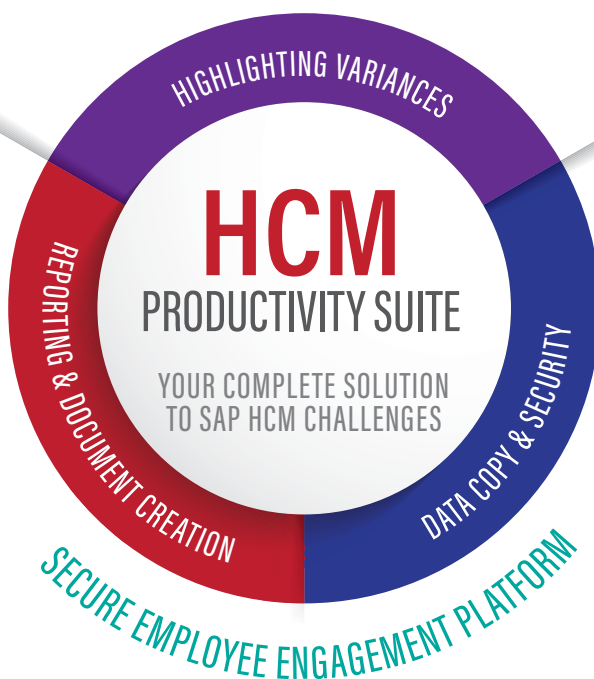 HIGHLIGHTING VARIANCES
HCM
PRODUCTIVITY SUITE
YOUR COMPLETE SOLUTION
TO SAP HCM CHALLENGES
REPORTING & DOCUMENT CREATION
DATA COPY & SECURITY
SECURE EMPLOYEE ENGAGEMENT PLATFORM